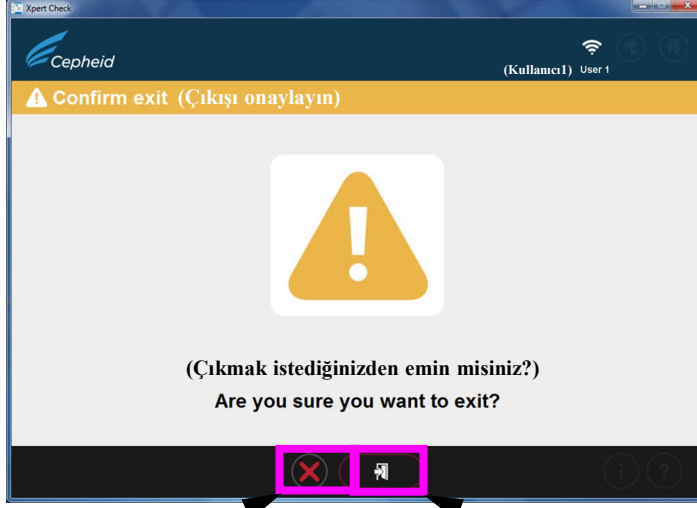 Xpert Check
Cepheid
(Kullanıcı1) User 1
Confirm exit (Çıkışı onaylayın)
(Çıkmak istediğinizden emin misiniz?)
Are you sure you want to exit?